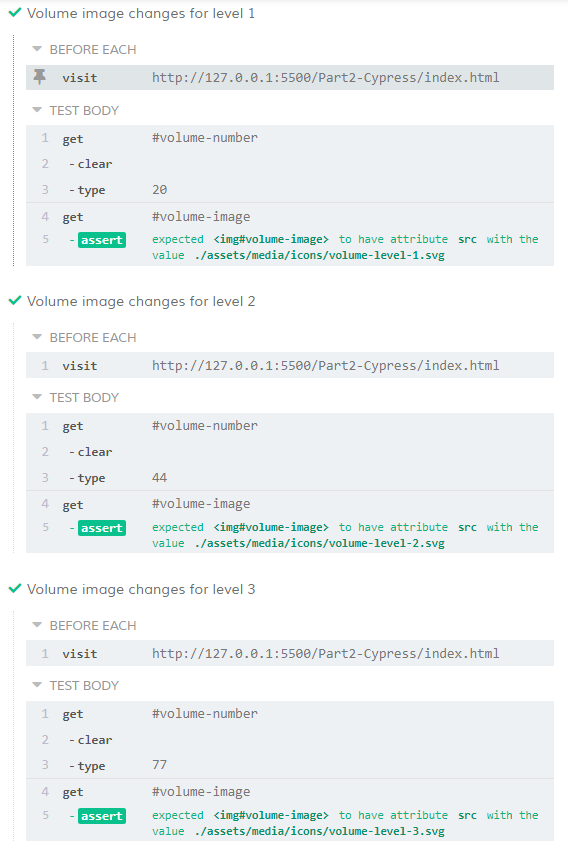 Volume image changes for level 1
BEFORE EACH
visit http://127.0.0.1:5500/Part2-Cypress/index.html
TEST BODY
1 get #volume-number
2 -clear
3 -type 20
4 get #volume-image
5 -assert expected <img#volume-image> to have attribute src with the
value ./assets/media/icons/volume-level-1.svg
Volume image changes for level 2
BEFORE EACH
1 visit http://127.0.0.1:5500/Part2-Cypress/index.html
TEST BODY
1 get #volume-number
2 -clear
3 -type 44
4 get #volume-image
5 -assert expected <img#volume-image> to have attribute src with the
value ./assets/media/icons/volume-level-2.svg
Volume image changes for level 3
BEFORE EACH
1 visit http://127.0.0.1:5500/Part2-Cypress/index.html
TEST BODY
1 get #volume-number
2 -clear
3 -type 77
4 get #volume-image
5 -assert expected <img#volume-image> to have attribute src with the
value ./assets/media/icons/volume-level-3.svg